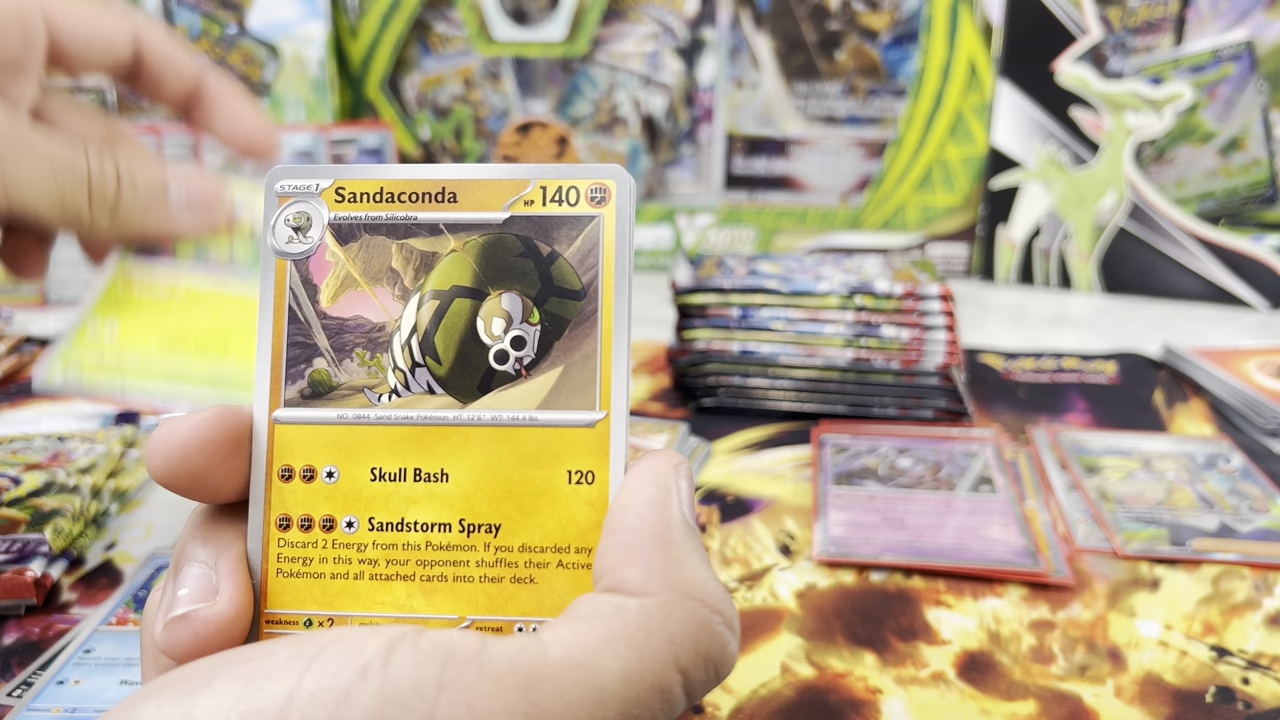 STAGE 1
Sandaconda
HP 140
Evolves from Silicobra
NO. 0844 Sand Snake Pokémon HT: 12'6" WT: 144.4 lbs.
Skull Bash 120
Sandstorm Spray
Discard 2 Energy from this Pokémon. If you discarded any
Energy in this way, your opponent shuffles their Active
Pokémon and all attached cards into their deck.
weakness ×2
retreat